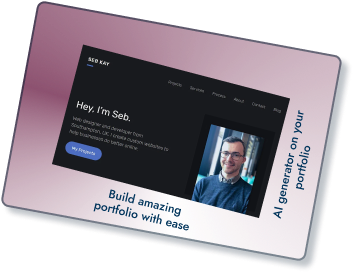 SEB KAY
Projects Services Process About Contact Blog
Hey, I'm Seb.
Web designer and developer from
Southampton, UK. I create custom websites to
help businesses do better online.
My Projects
Build amazing
portfolio with ease
AI generator on your
portfolio